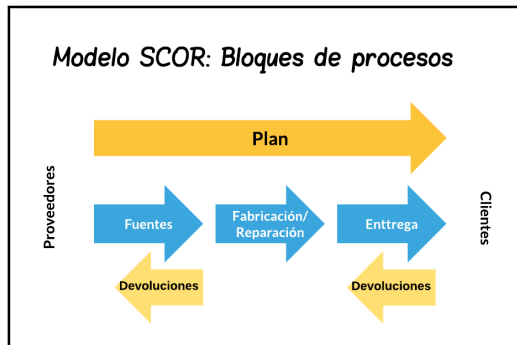 Modelo SCOR: Bloques de procesos
Plan
Proveedores
Fuentes
Fabricación/
Reparación
Enttrega
Clientes
Devoluciones
Devoluciones